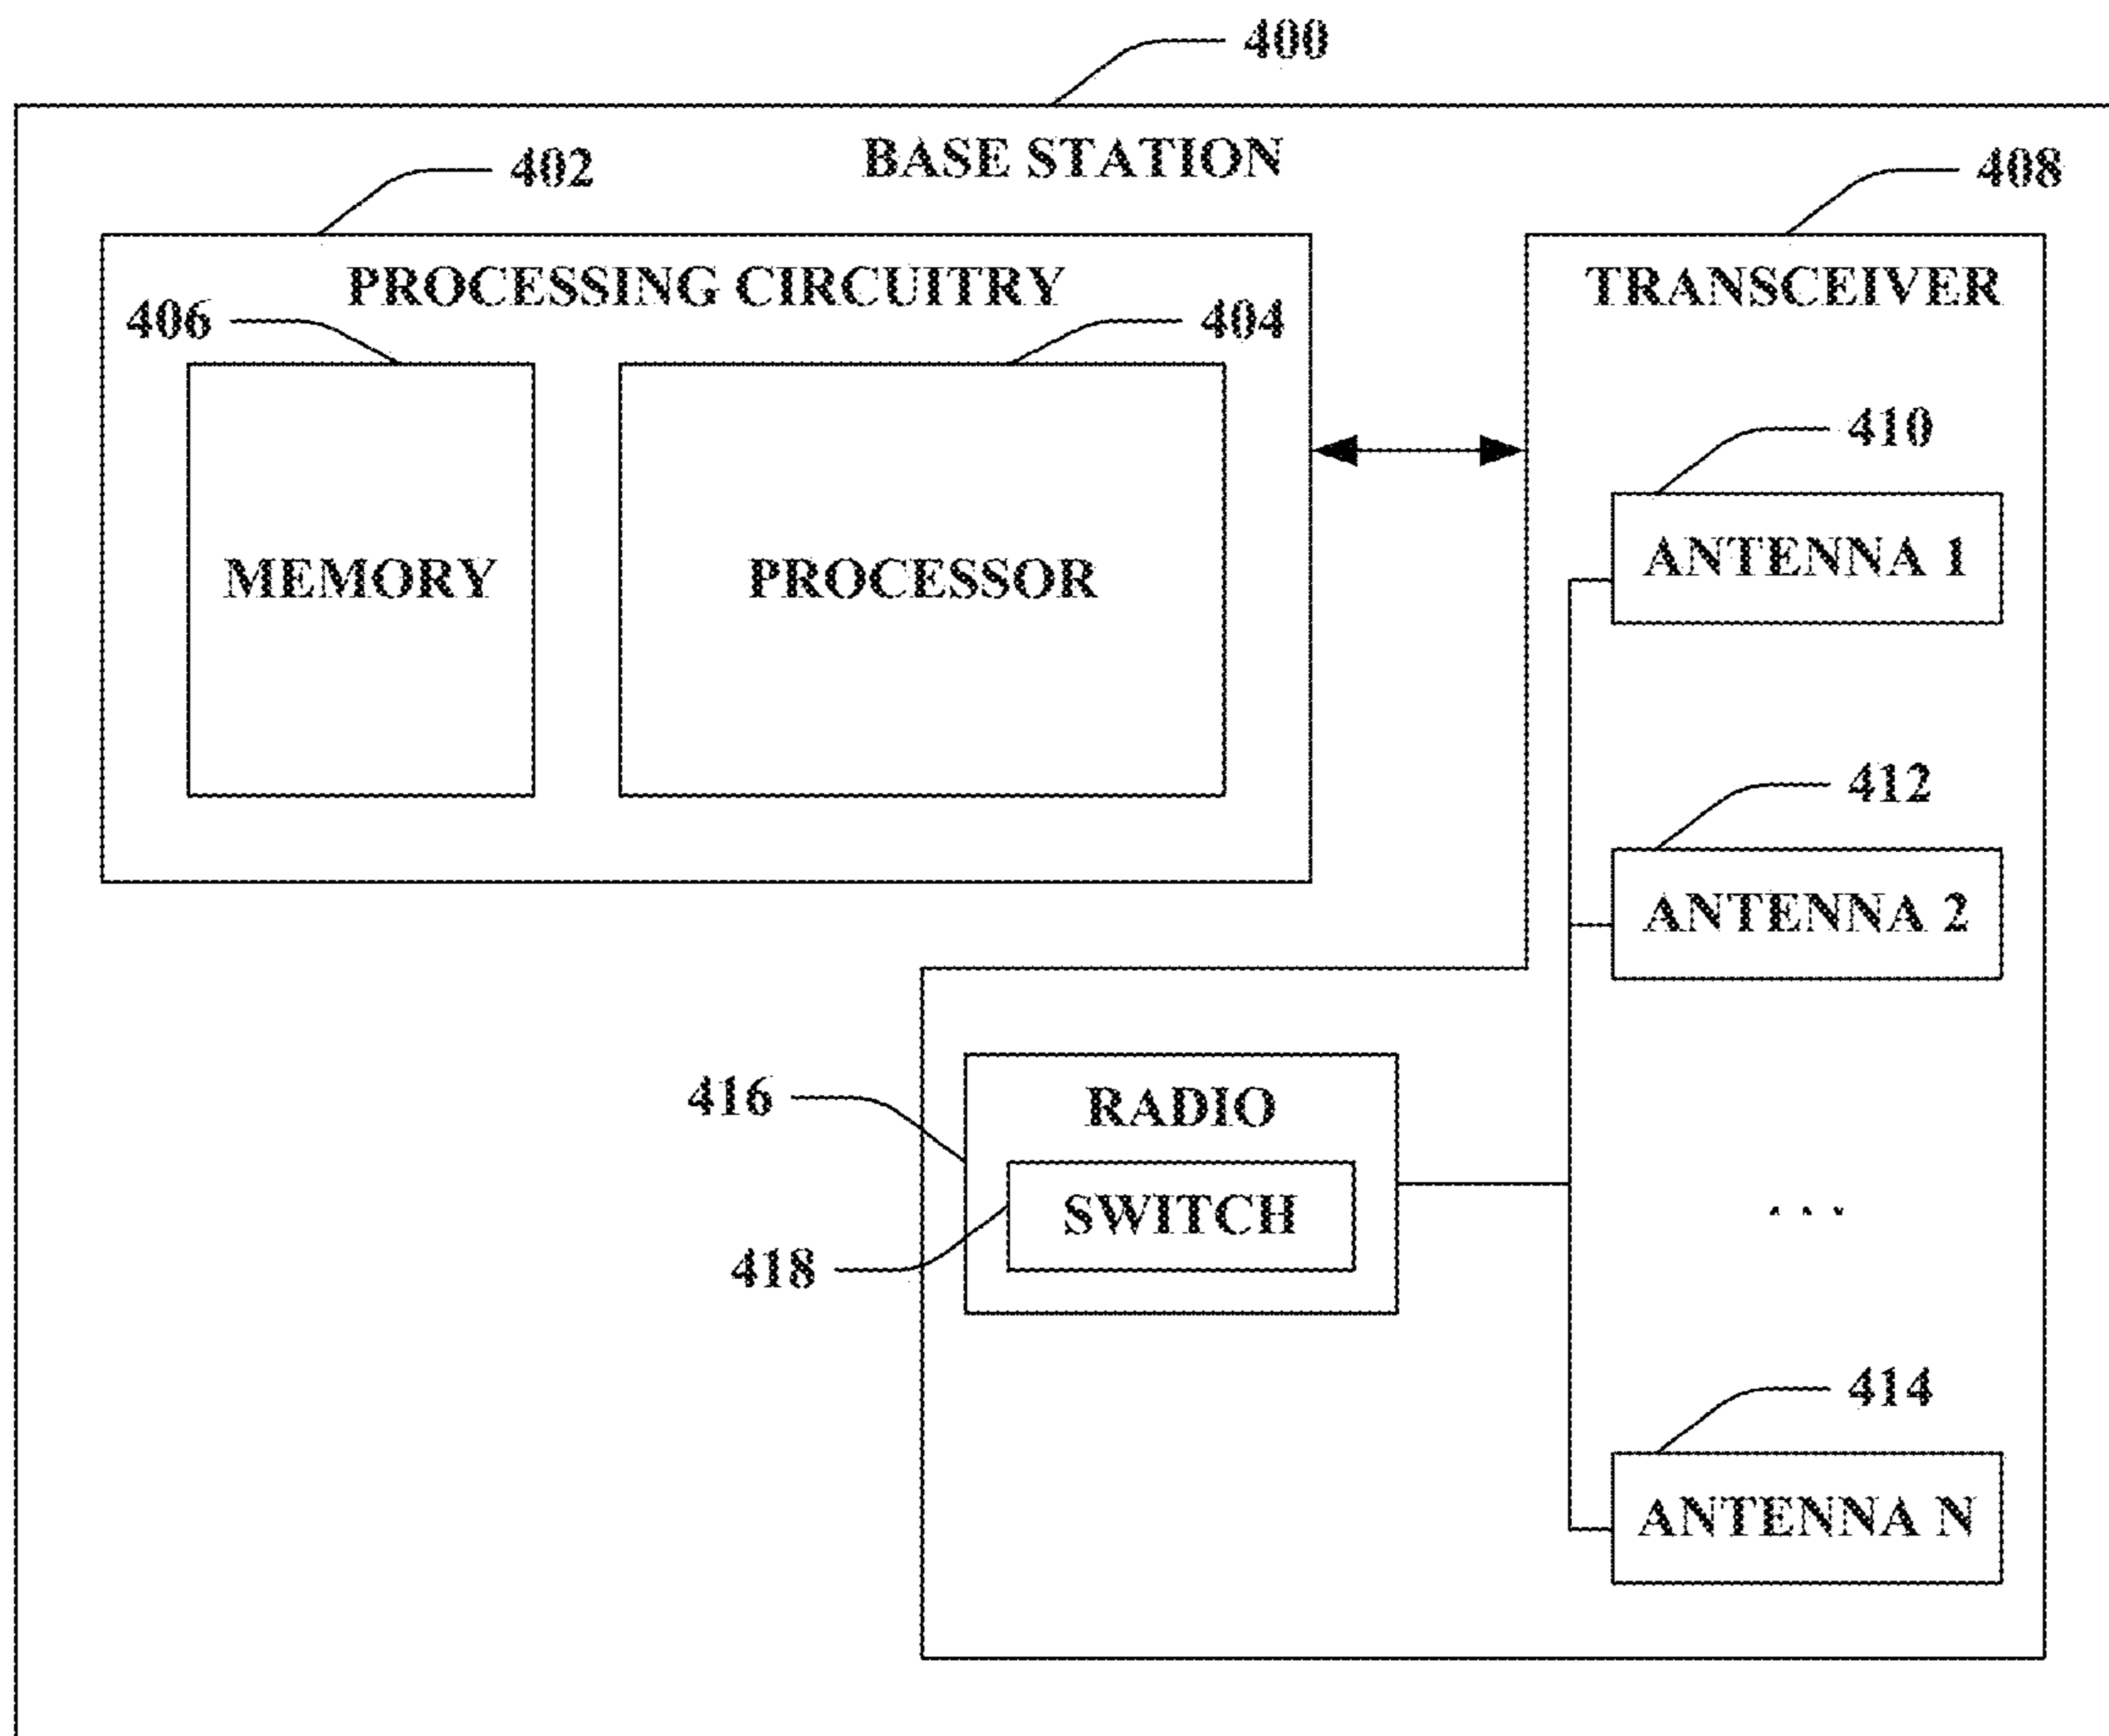 400
BASE STATION
402
408
PROCESSING CIRCUITRY
TRANSCEIVER
406
404
410
MEMORY
PROCESSOR
ANTENNA 1
412
ANTENNA 2
416
RADIO
SWITCH
418
...
414
ANTENNA N